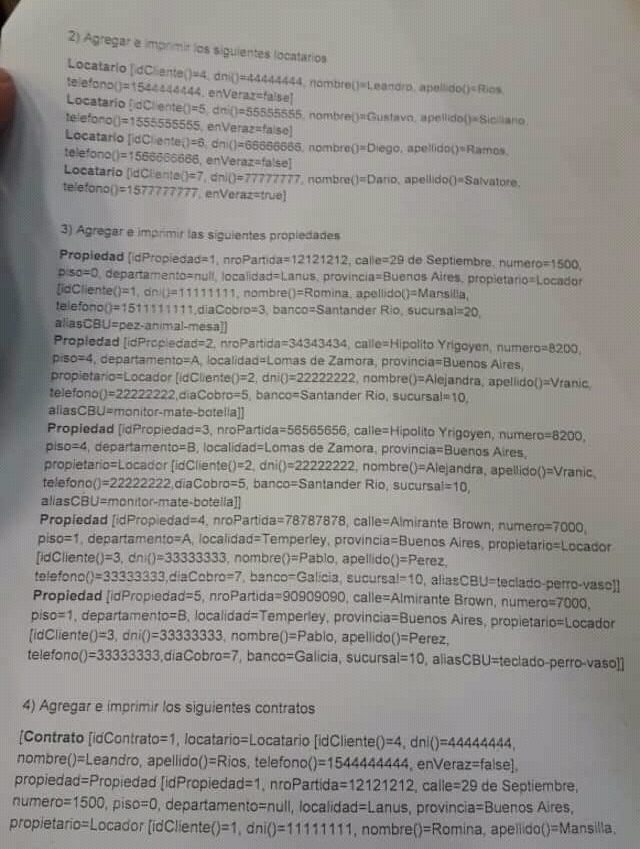 2) Agregar e imprimir los siguientes locatarios
Locatario [idCliente()=4, dni()=44444444, nombre()=Leandro, apellido()=Rios,
telefono()=1544444444, enVeraz=false]
Locatario [idCliente()=5, dni()=55555555, nombre()=Gustavo, apellido()=Siciliano,
telefono()=1555555555, enVeraz=false]
Locatario [idCliente()=6, dni()=66666666, nombre()=Diego, apellido()=Ramos,
telefono()=1566666666, enVeraz=false]
Locatario [idCliente()=7, dni()=77777777, nombre()=Dario, apellido()=Salvatore,
telefono()=1577777777, enVeraz=true]
3) Agregar e imprimir las siguientes propiedades
Propiedad [idPropiedad=1, nroPartida=12121212, calle=29 de Septiembre, numero=1500,
piso=0, departamento=null, localidad=Lanus, provincia=Buenos Aires, propietario=Locador
[idCliente()=1, dni()=11111111, nombre()=Romina, apellido()=Mansilla,
telefono()=1511111111,diaCobro=3, banco=Santander Rio, sucursal=20,
aliasCBU=pez-animal-mesa]]
Propiedad [idPropiedad=2, nroPartida=34343434, calle=Hipolito Yrigoyen, numero=8200,
piso=4, departamento=A, localidad=Lomas de Zamora, provincia=Buenos Aires,
propietario=Locador [idCliente()=2, dni()=22222222, nombre()=Alejandra, apellido()=Vranic,
telefono()=22222222,diaCobro=5, banco=Santander Rio, sucursal=10,
aliasCBU=monitor-mate-botella]]
Propiedad [idPropiedad=3, nroPartida=56565656, calle=Hipolito Yrigoyen, numero=8200,
piso=4, departamento=B, localidad=Lomas de Zamora, provincia=Buenos Aires,
propietario=Locador [idCliente()=2, dni()=22222222, nombre()=Alejandra, apellido()=Vranic,
telefono()=22222222,diaCobro=5, banco=Santander Rio, sucursal=10,
aliasCBU=monitor-mate-botella]]
Propiedad [idPropiedad=4, nroPartida=78787878, calle=Almirante Brown, numero=7000,
piso=1, departamento=A, localidad=Temperley, provincia=Buenos Aires, propietario=Locador
[idCliente()=3, dni()=33333333, nombre()=Pablo, apellido()=Perez,
telefono()=33333333,diaCobro=7, banco=Galicia, sucursal=10, aliasCBU=teclado-perro-vaso]]
Propiedad [idPropiedad=5, nroPartida=90909090, calle=Almirante Brown, numero=7000,
piso=1, departamento=B, localidad=Temperley, provincia=Buenos Aires, propietario=Locador
[idCliente()=3, dni()=33333333, nombre()=Pablo, apellido()=Perez,
telefono()=33333333,diaCobro=7, banco=Galicia, sucursal=10, aliasCBU=teclado-perro-vaso]]
4) Agregar e imprimir los siguientes contratos
[Contrato [idContrato=1, locatario=Locatario [idCliente()=4, dni()=44444444,
nombre()=Leandro, apellido()=Rios, telefono()=1544444444, enVeraz=false],
propiedad=Propiedad [idPropiedad=1, nroPartida=12121212, calle=29 de Septiembre,
numero=1500, piso=0, departamento=null, localidad=Lanus, provincia=Buenos Aires,
propietario=Locador [idCliente()=1, dni()=11111111, nombre()=Romina, apellido()=Mansilla,